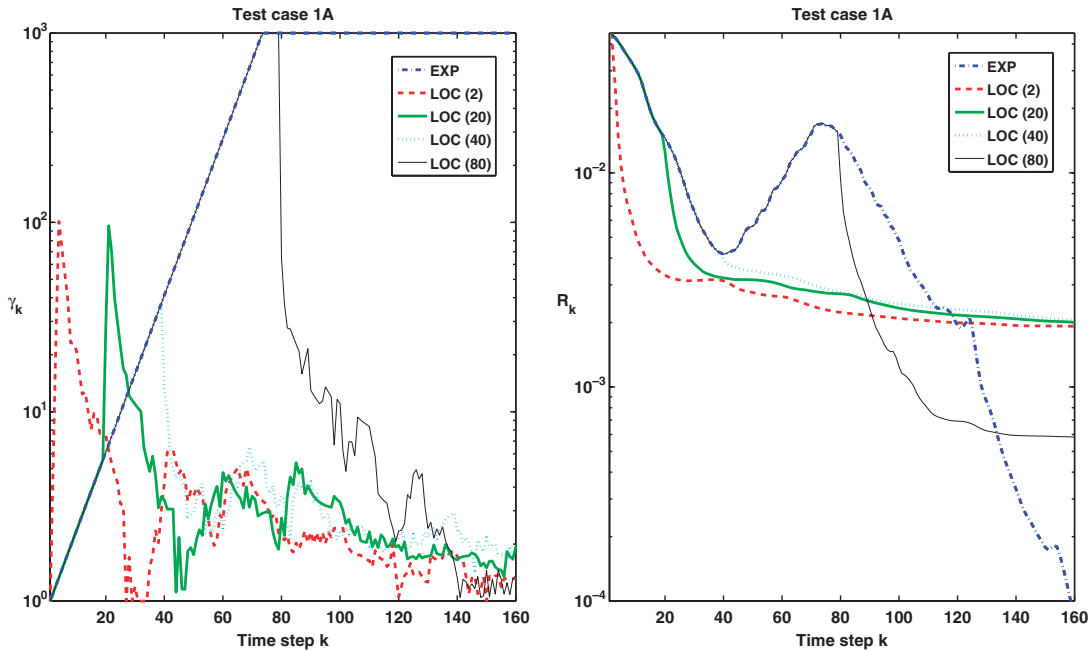 Test case 1A
10^3
10^2
10^1
10^0
γ_k
EXP
LOC (2)
LOC (20)
LOC (40)
LOC (80)
20
40
60
80
100
120
140
160
Time step k
Test case 1A
10^-2
10^-3
10^-4
R_k
EXP
LOC (2)
LOC (20)
LOC (40)
LOC (80)
20
40
60
80
100
120
140
160
Time step k